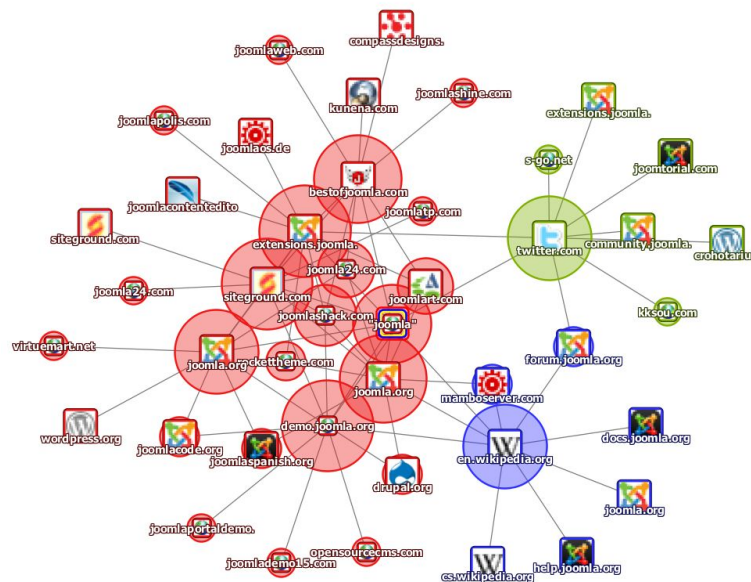 compassdesigns.
joomlaweb.com
joomlashine.com
kunena.com
extensions.joomla.
joomlapolis.com
joomlaos.de
s-go.net
joomtorial.com
bestofjoomla.com
joomlacontentedito
joomlatp.com
siteground.com
extensions.joomla.
twitter.com
community.joomla.
crohotariu
joomla24.com
joomla24.com
siteground.com
joomlart.com
joomlashack.com
kksou.com
"joomla"
virtuemart.net
joomla.org
rockettheme.com
forum.joomla.org
joomla.org
mamboserver.com
demo.joomla.org
wordpress.org
joomlacode.org
docs.joomla.org
joomlaspanish.org
en.wikipedia.org
drupal.org
joomla.org
joomlaportaldemo.
opensourcecms.com
joomlademo15.com
help.joomla.org
cs.wikipedia.org